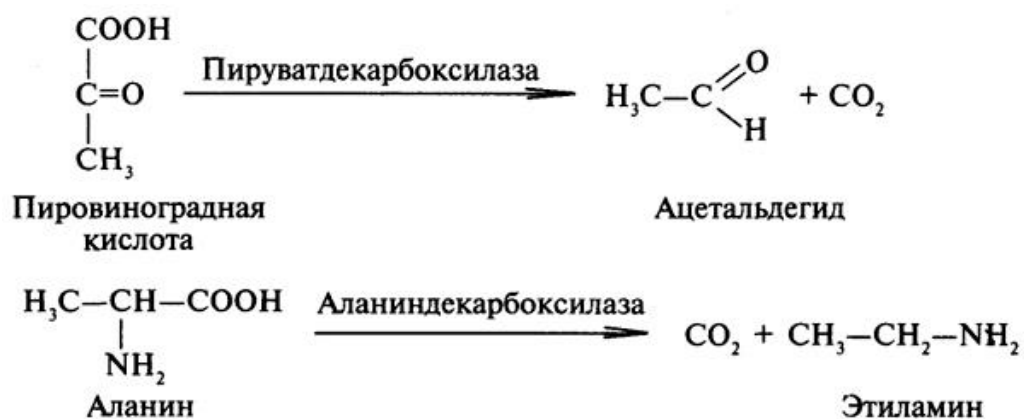 COOH
Пируватдекарбоксилаза
C=O
H₃C—C
O
H
+ CO₂
CH₃
Пировиноградная
кислота
Ацетальдегид
H₃C—CH—COOH
Аланиндекарбоксилаза
CO₂ + CH₃—CH₂—NH₂
NH₂
Аланин
Этиламин